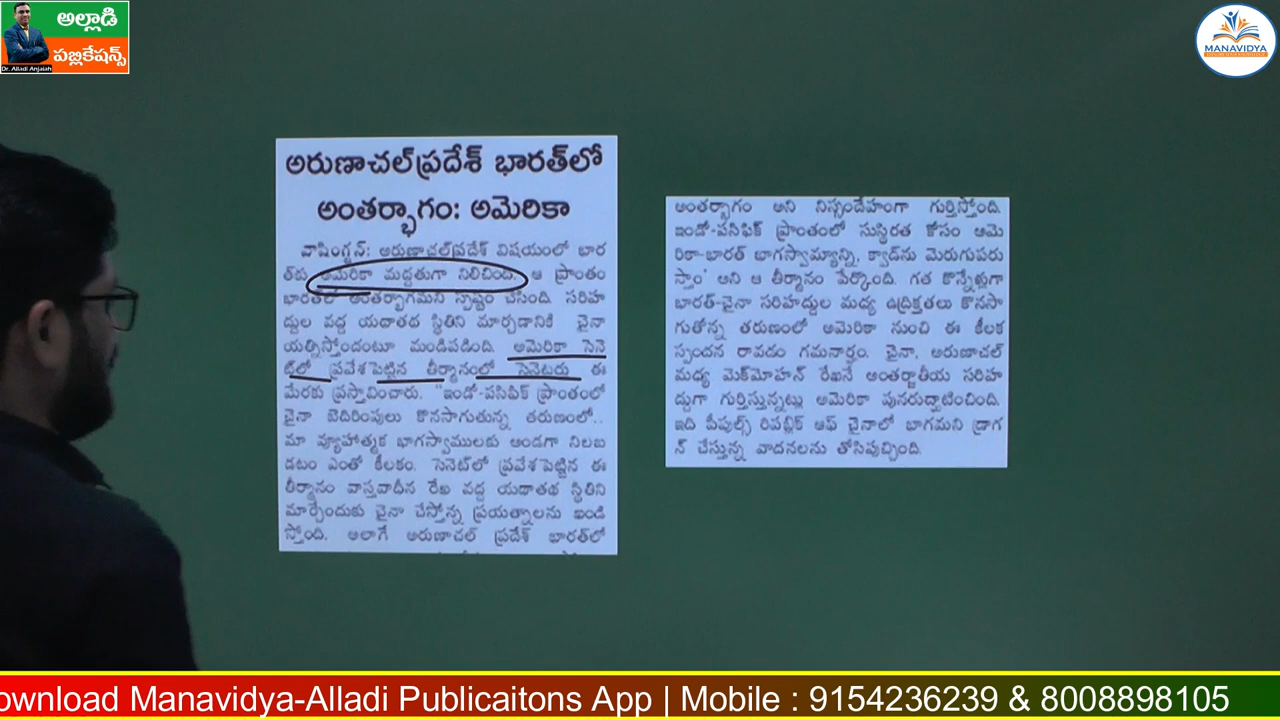 అల్లాడి
పబ్లికేషన్స్
Dr. Alladi Anjaiah
MANAVIDYA
అరుణాచల్‌ప్రదేశ్ భారత్‌లో
అంతర్భాగం: అమెరికా
వాషింగ్టన్: అరుణాచల్‌ప్రదేశ్ విషయంలో భార
త్‌కు అమెరికా మద్దతుగా నిలిచింది. ఆ ప్రాంతం
భారత్‌లో అంతర్భాగమని స్పష్టం చేసింది. సరిహ
ద్దుల వద్ద యథాతథ స్థితిని మార్చడానికి చైనా
యత్నిస్తోందంటూ మండిపడింది. అమెరికా సెనె
ట్‌లో ప్రవేశపెట్టిన తీర్మానంలో సెనెటరు ఈ
మేరకు ప్రస్తావించారు. ''ఇండో-పసిఫిక్ ప్రాంతంలో
చైనా బెదిరింపులు కొనసాగుతున్న తరుణంలో..
మా వ్యూహాత్మక భాగస్వాములకు అండగా నిలబ
డటం ఎంతో కీలకం. సెనెట్‌లో ప్రవేశపెట్టిన ఈ
తీర్మానం వాస్తవాధీన రేఖ వద్ద యథాతథ స్థితిని
మార్చేందుకు చైనా చేస్తోన్న ప్రయత్నాలను ఖండి
స్తోంది. అలాగే అరుణాచల్ ప్రదేశ్ భారత్‌లో
అంతర్భాగం అని నిస్సందేహంగా గుర్తిస్తోంది.
ఇండో-పసిఫిక్ ప్రాంతంలో సుస్థిరత కోసం అమె
రికా-భారత్ భాగస్వామ్యాన్ని, క్వాడ్‌ను మెరుగుపరు
స్తాం' అని ఆ తీర్మానం పేర్కొంది. గత కొన్నేళ్లుగా
భారత్-చైనా సరిహద్దుల మధ్య ఉద్రిక్తతలు కొనసా
గుతోన్న తరుణంలో అమెరికా నుంచి ఈ కీలక
స్పందన రావడం గమనార్హం. చైనా, అరుణాచల్
మధ్య మెక్‌మోహన్ రేఖనే అంతర్జాతీయ సరిహ
ద్దుగా గుర్తిస్తున్నట్లు అమెరికా పునరుద్ఘాటించింది.
ఇది పీపుల్స్ రిపబ్లిక్ ఆఫ్ చైనాలో భాగమని డ్రాగ
న్ చేస్తున్న వాదనలను తోసిపుచ్చింది.
ownload Manavidya-Alladi Publicaitons App | Mobile : 9154236239 & 8008898105